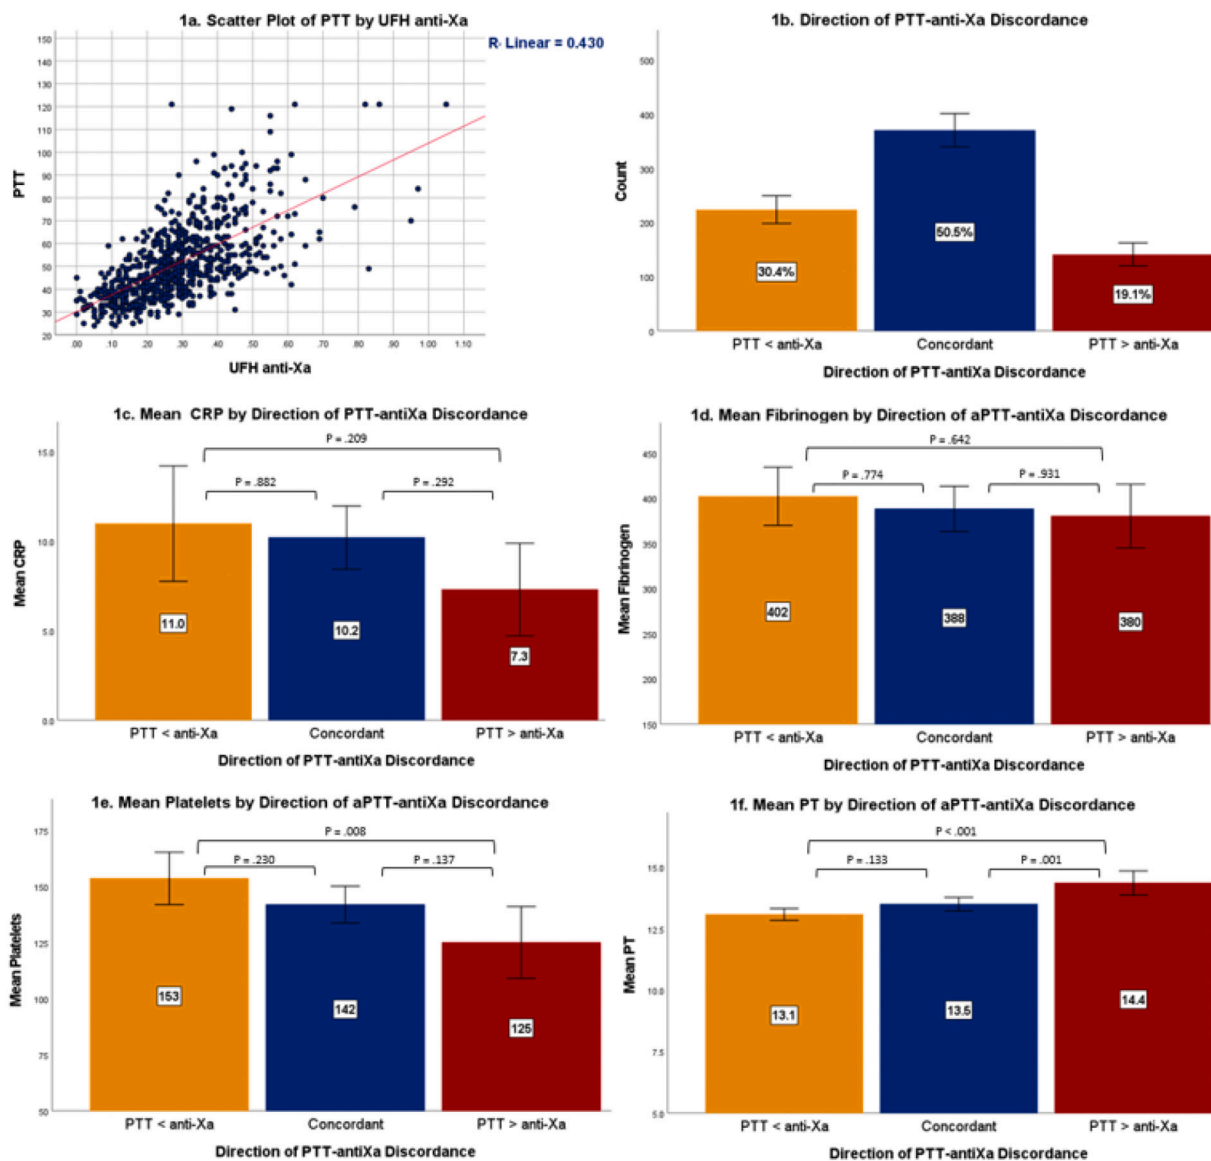 1a. Scatter Plot of PTT by UFH anti-Xa
R- Linear = 0.430
150
140
130
120
110
100
90
80
70
60
50
40
30
20
PTT
.00 .10 .20 .30 .40 .50 .60 .70 .80 .90 1.00 1.10
UFH anti-Xa
1b. Direction of PTT-anti-Xa Discordance
500
400
300
200
100
0
Count
30.4%
50.5%
19.1%
PTT < anti-Xa Concordant PTT > anti-Xa
Direction of PTT-antiXa Discordance
1c. Mean CRP by Direction of PTT-antiXa Discordance
P = .209
P = .882
P = .292
15.0
10.0
5.0
0.0
Mean CRP
11.0
10.2
7.3
PTT < anti-Xa Concordant PTT > anti-Xa
Direction of PTT-antiXa Discordance
1d. Mean Fibrinogen by Direction of aPTT-antiXa Discordance
P = .642
P = .774
P = .931
450
400
350
300
250
200
150
Mean Fibrinogen
402
388
380
PTT < anti-Xa Concordant PTT > anti-Xa
Direction of PTT-antiXa Discordance
1e. Mean Platelets by Direction of aPTT-antiXa Discordance
P = .008
P = .230
P = .137
175
150
125
100
75
50
Mean Platelets
153
142
125
PTT < anti-Xa Concordant PTT > anti-Xa
Direction of PTT-antiXa Discordance
1f. Mean PT by Direction of aPTT-antiXa Discordance
P < .001
P = .133
P = .001
15.0
12.5
10.0
7.5
5.0
Mean PT
13.1
13.5
14.4
PTT < anti-Xa Concordant PTT > anti-Xa
Direction of PTT-antiXa Discordance